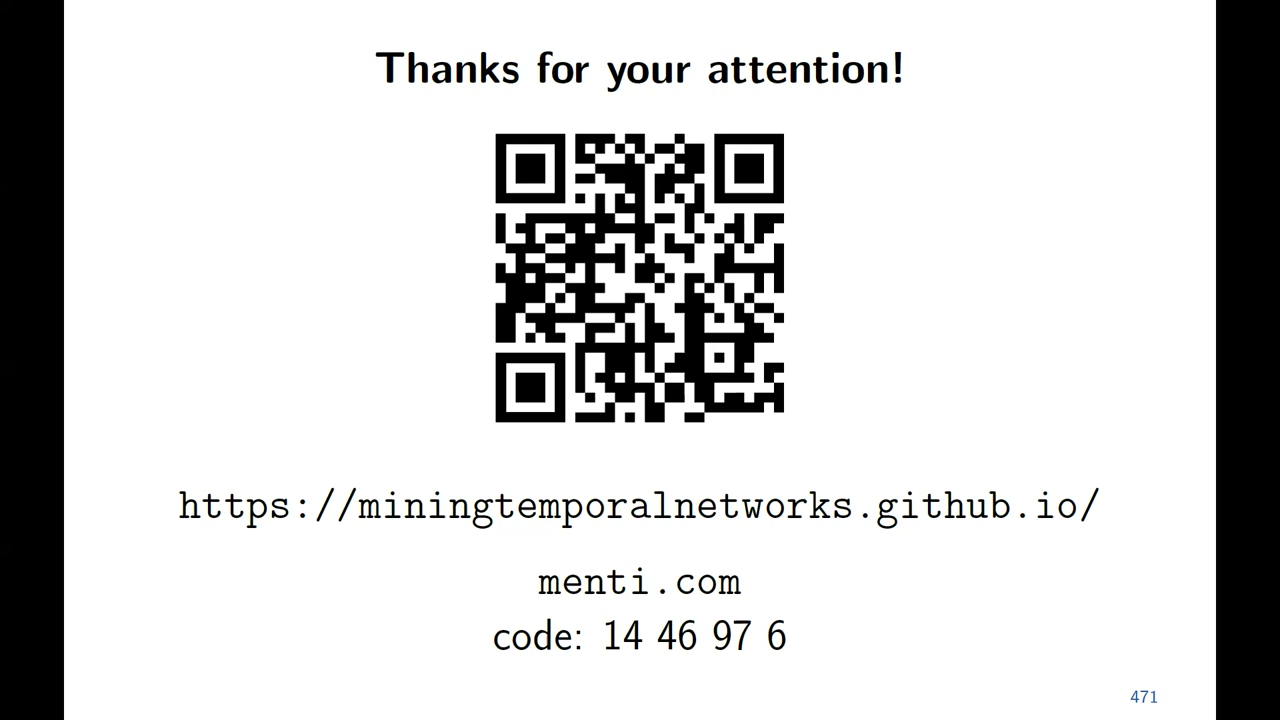 Thanks for your attention!
https://miningtemporalnetworks.github.io/
menti.com
code: 14 46 97 6
471